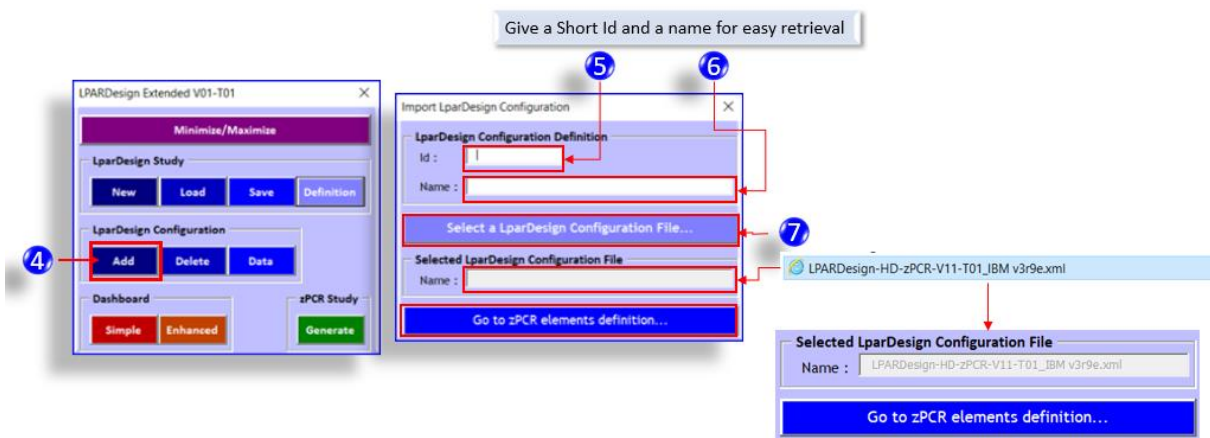 Give a Short Id and a name for easy retrieval
5
6
LPARDesign Extended V01-T01
Minimize/Maximize
LparDesign Study
New Load Save Definition
LparDesign Configuration
4
Add Delete Data
Dashboard
zPCR Study
Simple Enhanced Generate
Import LparDesign Configuration
LparDesign Configuration Definition
Id :
Name :
Select a LparDesign Configuration File...
7
Selected LparDesign Configuration File
Name :
Go to zPCR elements definition...
LPARDesign-HD-zPCR-V11-T01_IBM v3r9e.xml
Selected LparDesign Configuration File
Name : LPARDesign-HD-zPCR-V11-T01_IBM v3r9e.xml
Go to zPCR elements definition...